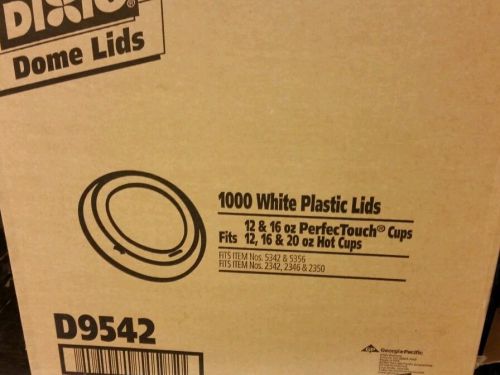 DIXIE
Dome Lids
1000 White Plastic Lids
12 & 16 oz PerfecTouch® Cups
Fits 12, 16 & 20 oz Hot Cups
FITS ITEM Nos. 5342 & 5356
FITS ITEM Nos. 2342, 2346 & 2350
D9542
GP Georgia-Pacific